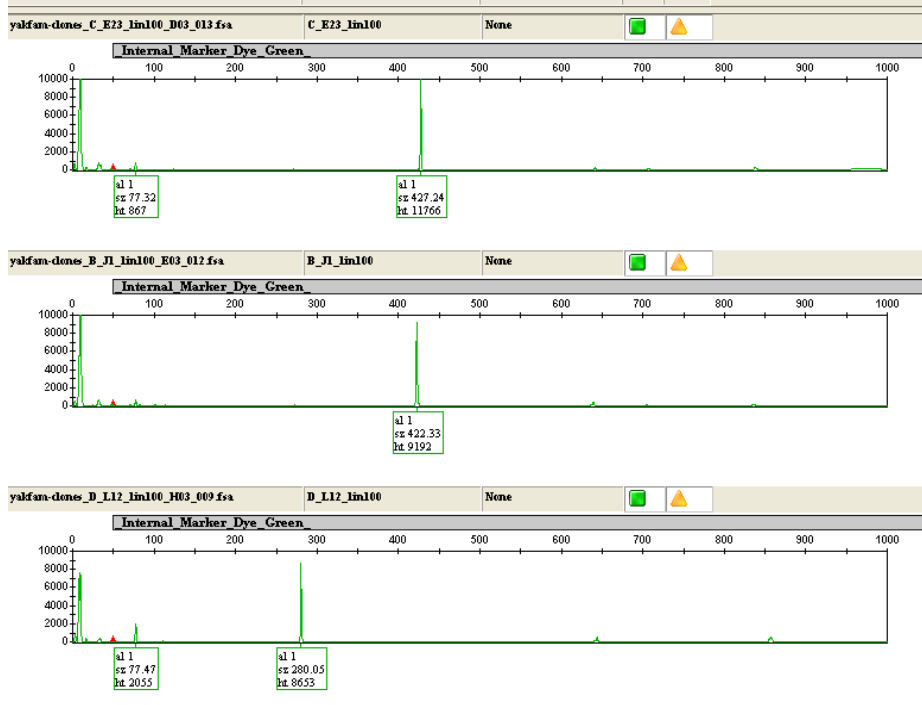 yakfam-clones_C_E23_lin100_D03_013.fsa C_E23_lin100 None
_Internal_Marker_Dye_Green_
0 100 200 300 400 500 600 700 800 900 1000
10000
8000
6000
4000
2000
0
al 1
sz 77.32
ht 867
al 1
sz 427.24
ht 11766
yakfam-clones_B_J1_lin100_E03_012.fsa B_J1_lin100 None
_Internal_Marker_Dye_Green_
0 100 200 300 400 500 600 700 800 900 1000
10000
8000
6000
4000
2000
0
al 1
sz 422.33
ht 9192
yakfam-clones_D_L12_lin100_H03_009.fsa D_L12_lin100 None
_Internal_Marker_Dye_Green_
0 100 200 300 400 500 600 700 800 900 1000
10000
8000
6000
4000
2000
0
al 1
sz 77.47
ht 2055
al 1
sz 280.05
ht 8653